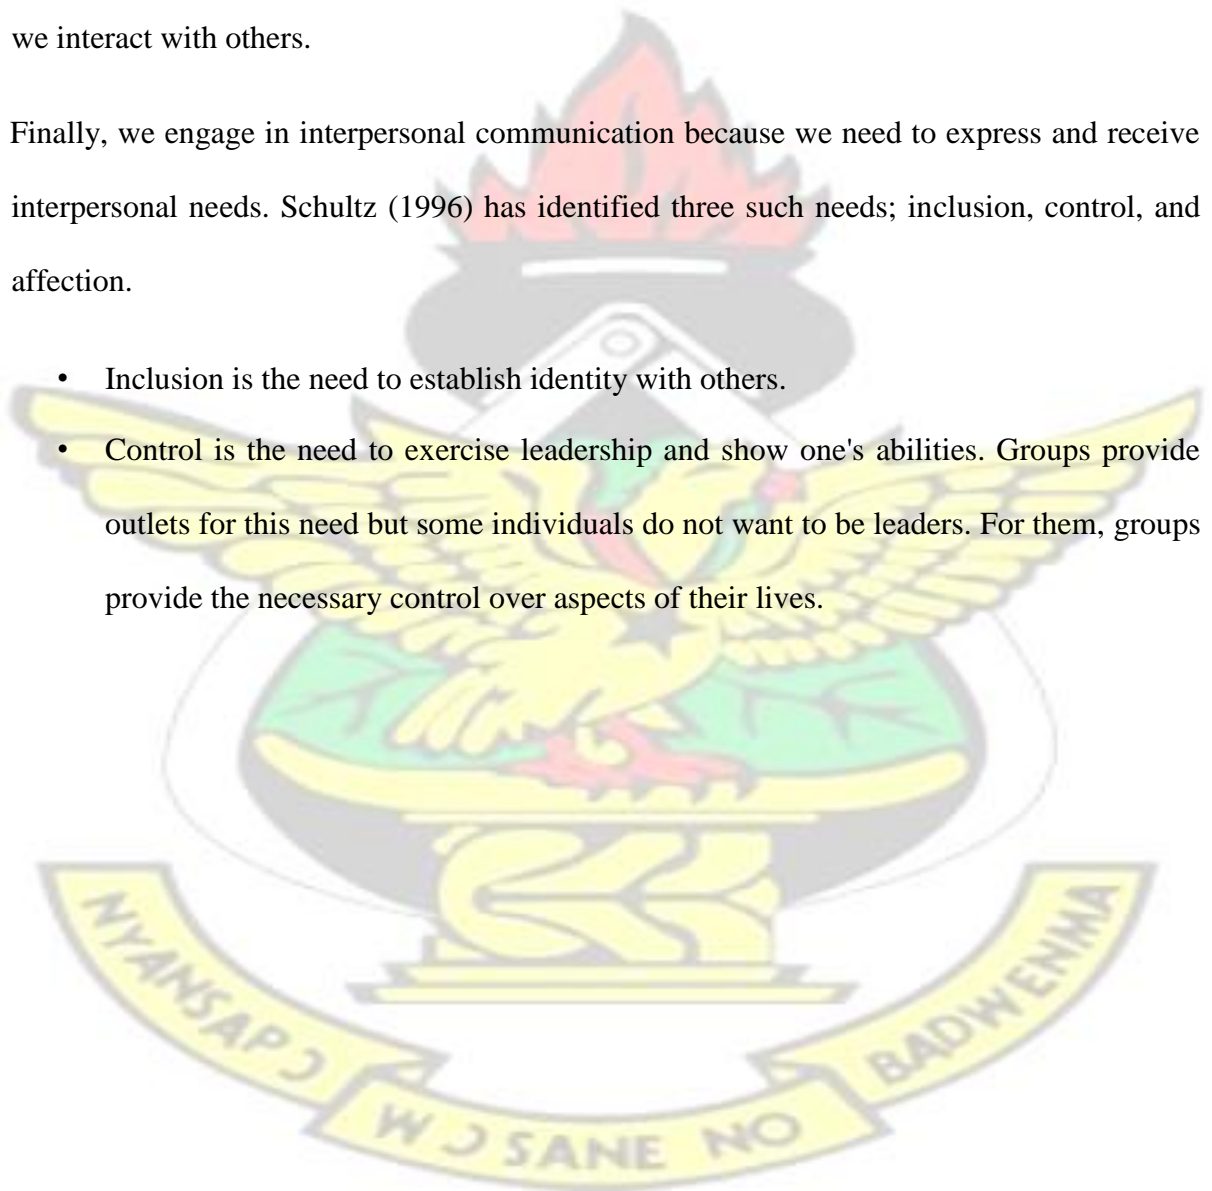 we interact with others.
Finally, we engage in interpersonal communication because we need to express and receive
interpersonal needs. Schultz (1996) has identified three such needs; inclusion, control, and
affection.
• Inclusion is the need to establish identity with others.
• Control is the need to exercise leadership and show one's abilities. Groups provide
outlets for this need but some individuals do not want to be leaders. For them, groups
provide the necessary control over aspects of their lives.
NYANSAPƆ
WƆSANE NO
BADWENMA